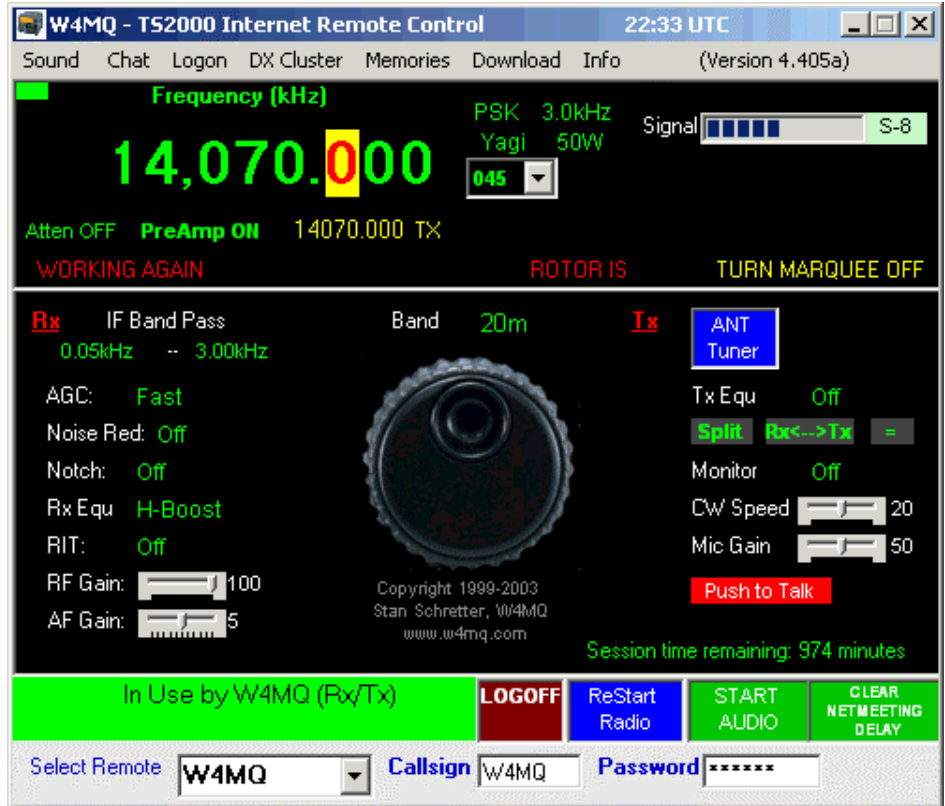 W4MQ - TS2000 Internet Remote Control 22:33 UTC
Sound Chat Logon DX Cluster Memories Download Info (Version 4.405a)
Frequency (kHz)
PSK 3.0kHz
Signal S-8
Yagi 50W
14,070.000
045
Atten OFF PreAmp ON 14070.000 TX
WORKING AGAIN ROTOR IS TURN MARQUEE OFF
Rx IF Band Pass Band 20m Tx ANT Tuner
0.05kHz -- 3.00kHz
AGC: Fast Tx Equ Off
Noise Red: Off Split Rx<-->Tx =
Notch: Off Monitor Off
Rx Equ H-Boost CW Speed 20
RIT: Off Mic Gain 50
RF Gain: 100 Copyright 1999-2003 Push to Talk
AF Gain: 5 Stan Schretter, W4MQ
www.w4mq.com
Session time remaining: 974 minutes
In Use by W4MQ (Rx/Tx) LOGOFF ReStart Radio START AUDIO CLEAR NETMEETING DELAY
Select Remote W4MQ Callsign W4MQ Password ******